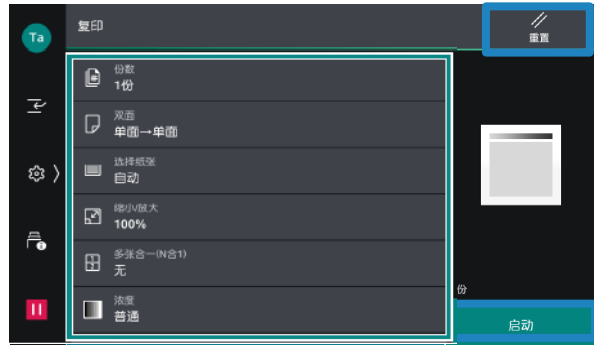 Ta
复印
重置
份数
1份
双面
单面→单面
选择纸张
自动
缩小\放大
100%
多张合一(N合1)
无
浓度
普通
份
启动